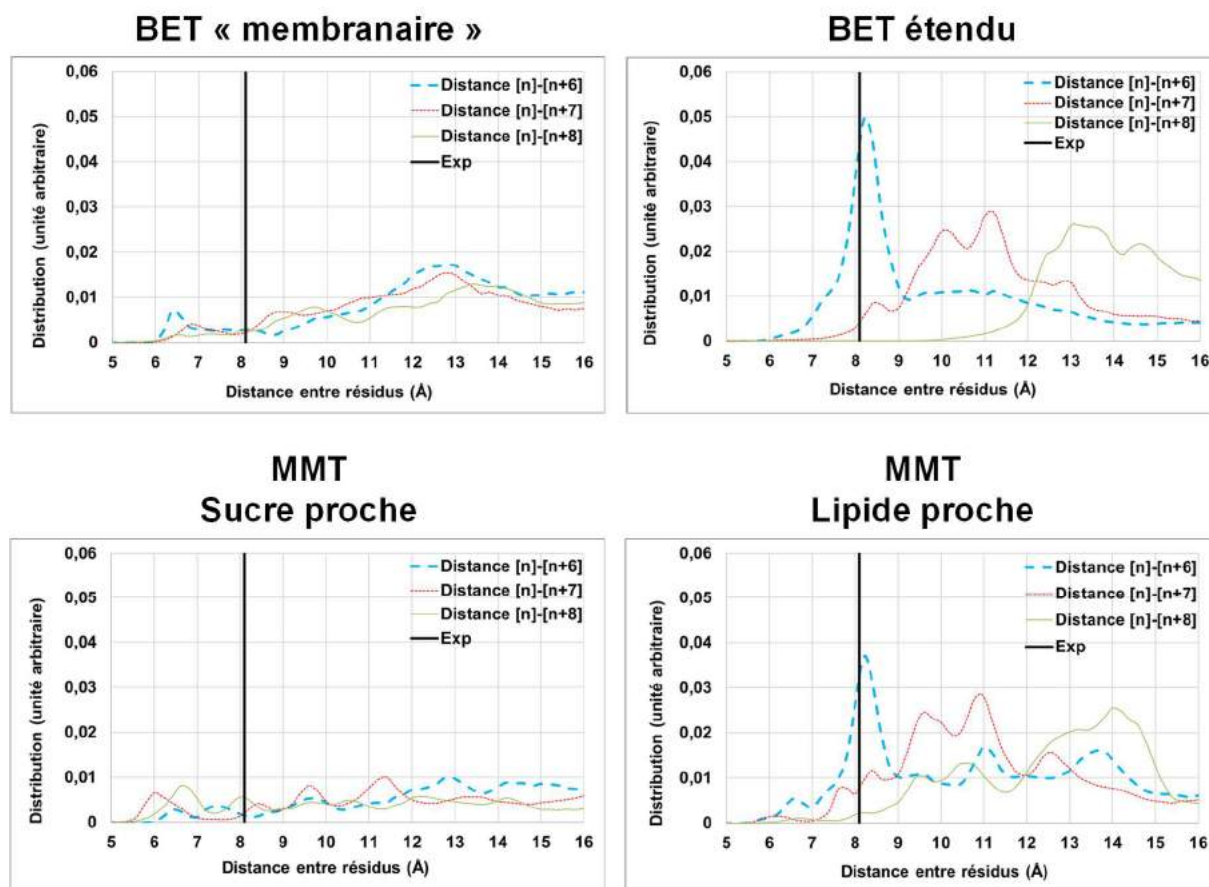 BET « membranaire »
0,06
0,05
0,04
0,03
0,02
0,01
0
Distribution (unité arbitraire)
Distance [n]-[n+6]
Distance [n]-[n+7]
Distance [n]-[n+8]
Exp
5 6 7 8 9 10 11 12 13 14 15 16
Distance entre résidus (Å)
BET étendu
0,06
0,05
0,04
0,03
0,02
0,01
0
Distribution (unité arbitraire)
Distance [n]-[n+6]
Distance [n]-[n+7]
Distance [n]-[n+8]
Exp
5 6 7 8 9 10 11 12 13 14 15 16
Distance entre résidus (Å)
MMT
Sucre proche
0,06
0,05
0,04
0,03
0,02
0,01
0
Distribution (unité arbitraire)
Distance [n]-[n+6]
Distance [n]-[n+7]
Distance [n]-[n+8]
Exp
5 6 7 8 9 10 11 12 13 14 15 16
Distance entre résidus (Å)
MMT
Lipide proche
0,06
0,05
0,04
0,03
0,02
0,01
0
Distribution (unité arbitraire)
Distance [n]-[n+6]
Distance [n]-[n+7]
Distance [n]-[n+8]
Exp
5 6 7 8 9 10 11 12 13 14 15 16
Distance entre résidus (Å)